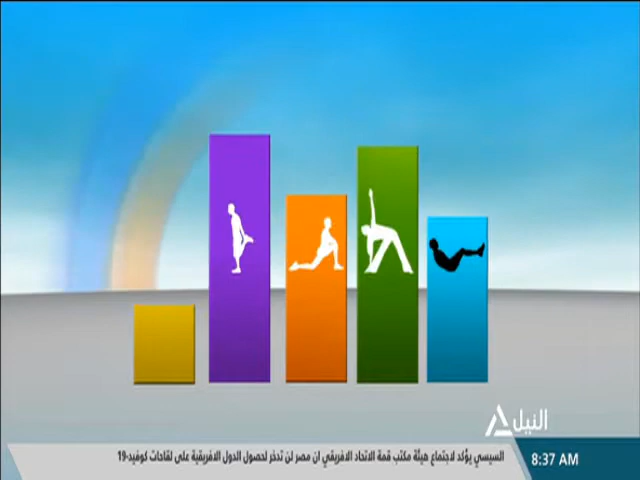 النيل
السيسي يؤكد لاجتماع هيئة مكتب قمة الاتحاد الافريقي ان مصر لن تدخر لحصول الدول الافريقية على لقاحات كوفيد-19
8:37 AM